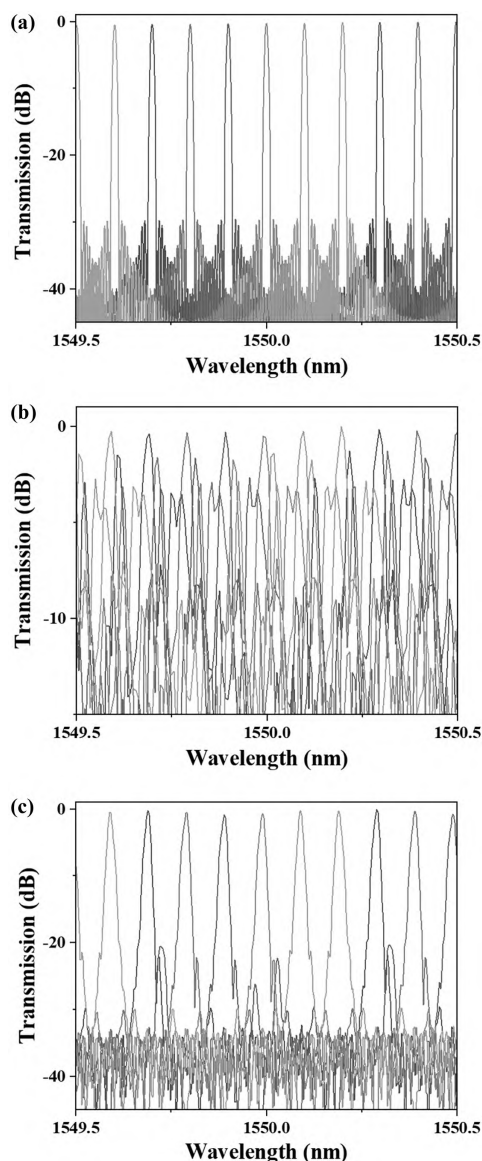 (a)
0
-20
-40
Transmission (dB)
1549.5
1550.0
1550.5
Wavelength (nm)
(b)
0
-10
Transmission (dB)
1549.5
1550.0
1550.5
Wavelength (nm)
(c)
0
-20
-40
Transmission (dB)
1549.5
1550.0
1550.5
Wavelength (nm)